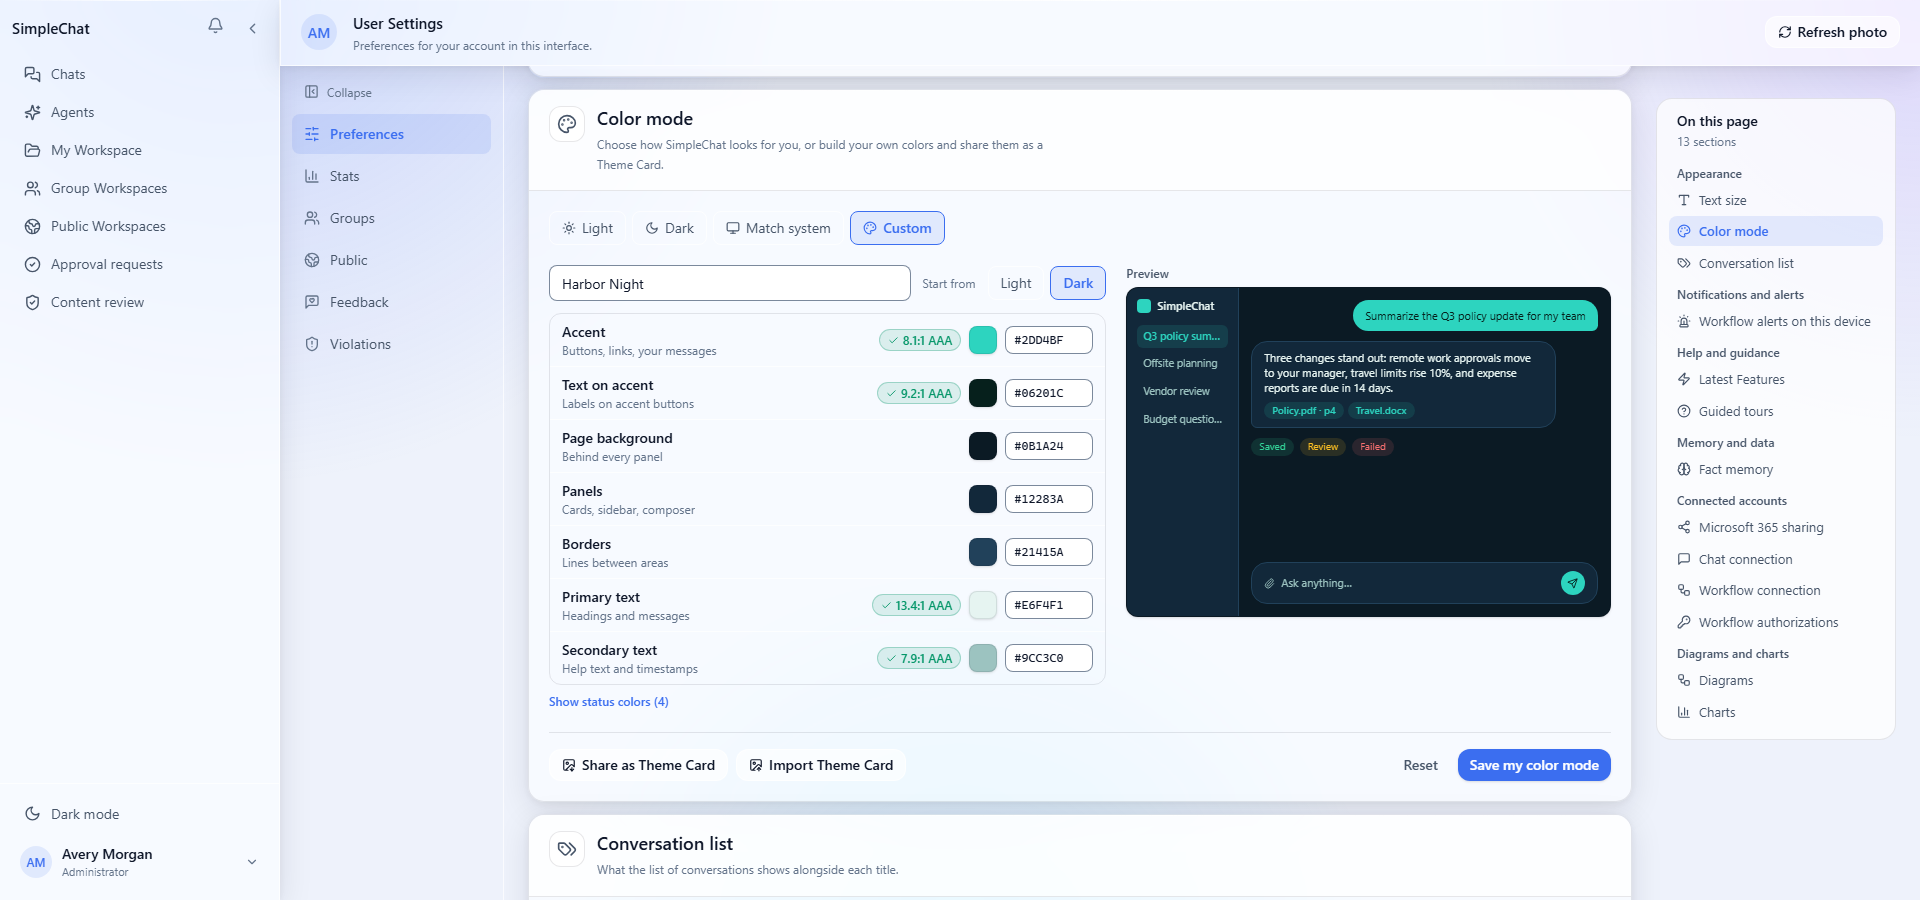 SimpleChat
Chats
Agents
My Workspace
Group Workspaces
Public Workspaces
Approval requests
Content review
Dark mode
AM
Avery Morgan
Administrator
AM
User Settings
Preferences for your account in this interface.
Refresh photo
Collapse
Preferences
Stats
Groups
Public
Feedback
Violations
Color mode
Choose how SimpleChat looks for you, or build your own colors and share them as a
Theme Card.
Light
Dark
Match system
Custom
Harbor Night
Start from
Light
Dark
Accent
Buttons, links, your messages
8.1:1 AAA
#2DD4BF
Text on accent
Labels on accent buttons
9.2:1 AAA
#06201C
Page background
Behind every panel
#0B1A24
Panels
Cards, sidebar, composer
#12283A
Borders
Lines between areas
#21415A
Primary text
Headings and messages
13.4:1 AAA
#E6F4F1
Secondary text
Help text and timestamps
7.9:1 AAA
#9CC3C0
Show status colors (4)
Preview
SimpleChat
Q3 policy sum...
Offsite planning
Vendor review
Budget questio...
Summarize the Q3 policy update for my team
Three changes stand out: remote work approvals move
to your manager, travel limits rise 10%, and expense
reports are due in 14 days.
Policy.pdf · p4
Travel.docx
Saved
Review
Failed
Ask anything...
Share as Theme Card
Import Theme Card
Reset
Save my color mode
Conversation list
What the list of conversations shows alongside each title.
On this page
13 sections
Appearance
Text size
Color mode
Conversation list
Notifications and alerts
Workflow alerts on this device
Help and guidance
Latest Features
Guided tours
Memory and data
Fact memory
Connected accounts
Microsoft 365 sharing
Chat connection
Workflow connection
Workflow authorizations
Diagrams and charts
Diagrams
Charts